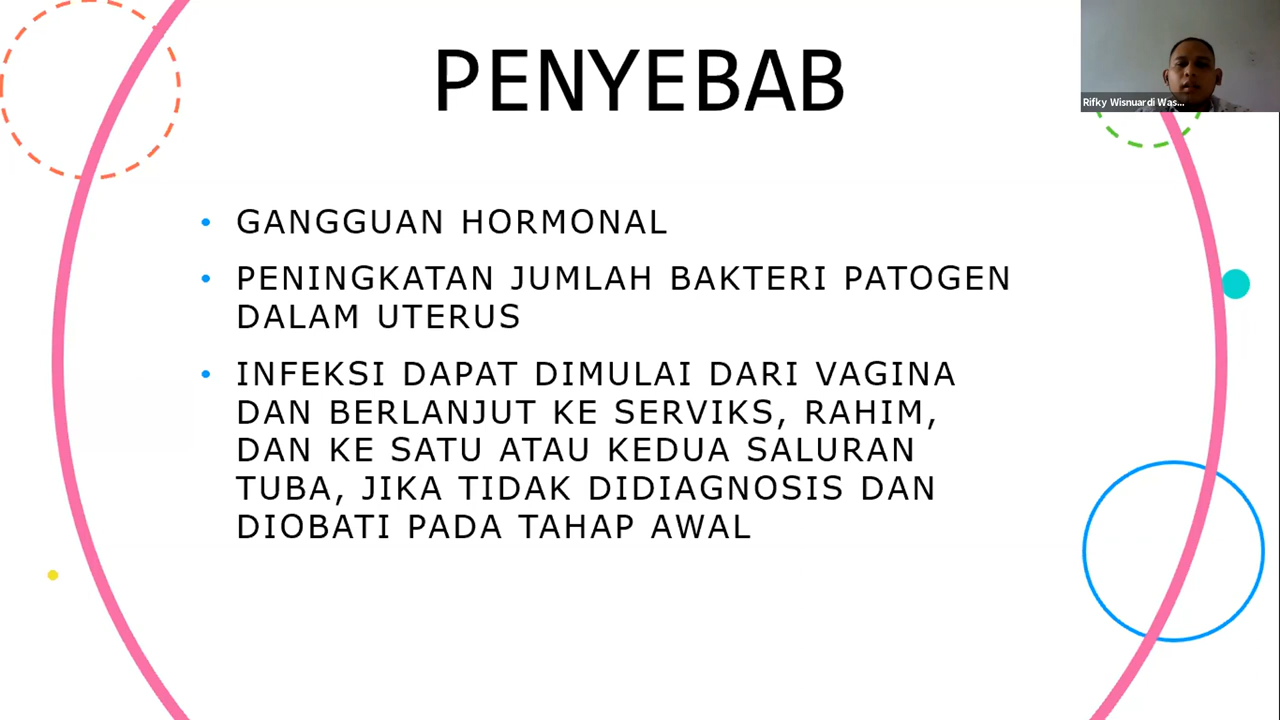 PENYEBAB
Rifky Wisnuardi Was...
• GANGGUAN HORMONAL
• PENINGKATAN JUMLAH BAKTERI PATOGEN
DALAM UTERUS
• INFEKSI DAPAT DIMULAI DARI VAGINA
DAN BERLANJUT KE SERVIKS, RAHIM,
DAN KE SATU ATAU KEDUA SALURAN
TUBA, JIKA TIDAK DIDIAGNOSIS DAN
DIOBATI PADA TAHAP AWAL